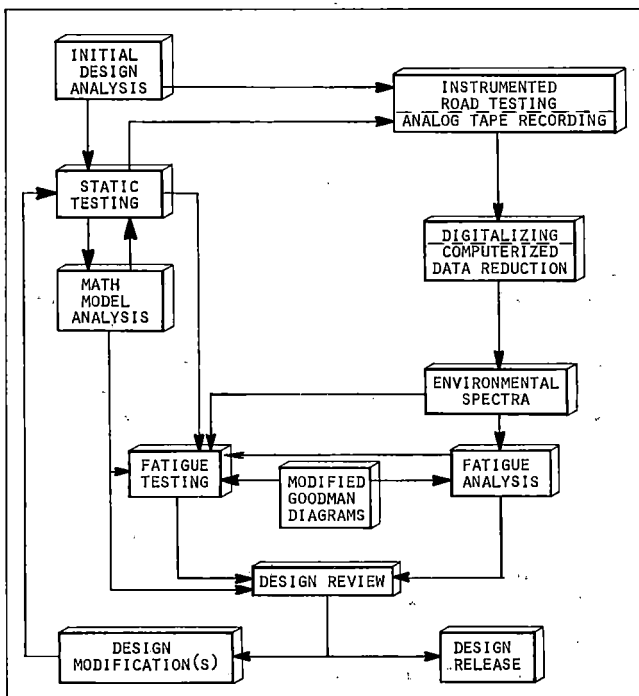 INITIAL
DESIGN
ANALYSIS
INSTRUMENTED
ROAD TESTING
ANALOG TAPE RECORDING
STATIC
TESTING
DIGITALIZING
COMPUTERIZED
DATA REDUCTION
MATH
MODEL
ANALYSIS
ENVIRONMENTAL
SPECTRA
FATIGUE
TESTING
MODIFIED
GOODMAN
DIAGRAMS
FATIGUE
ANALYSIS
DESIGN REVIEW
DESIGN
MODIFICATION(S)
DESIGN
RELEASE